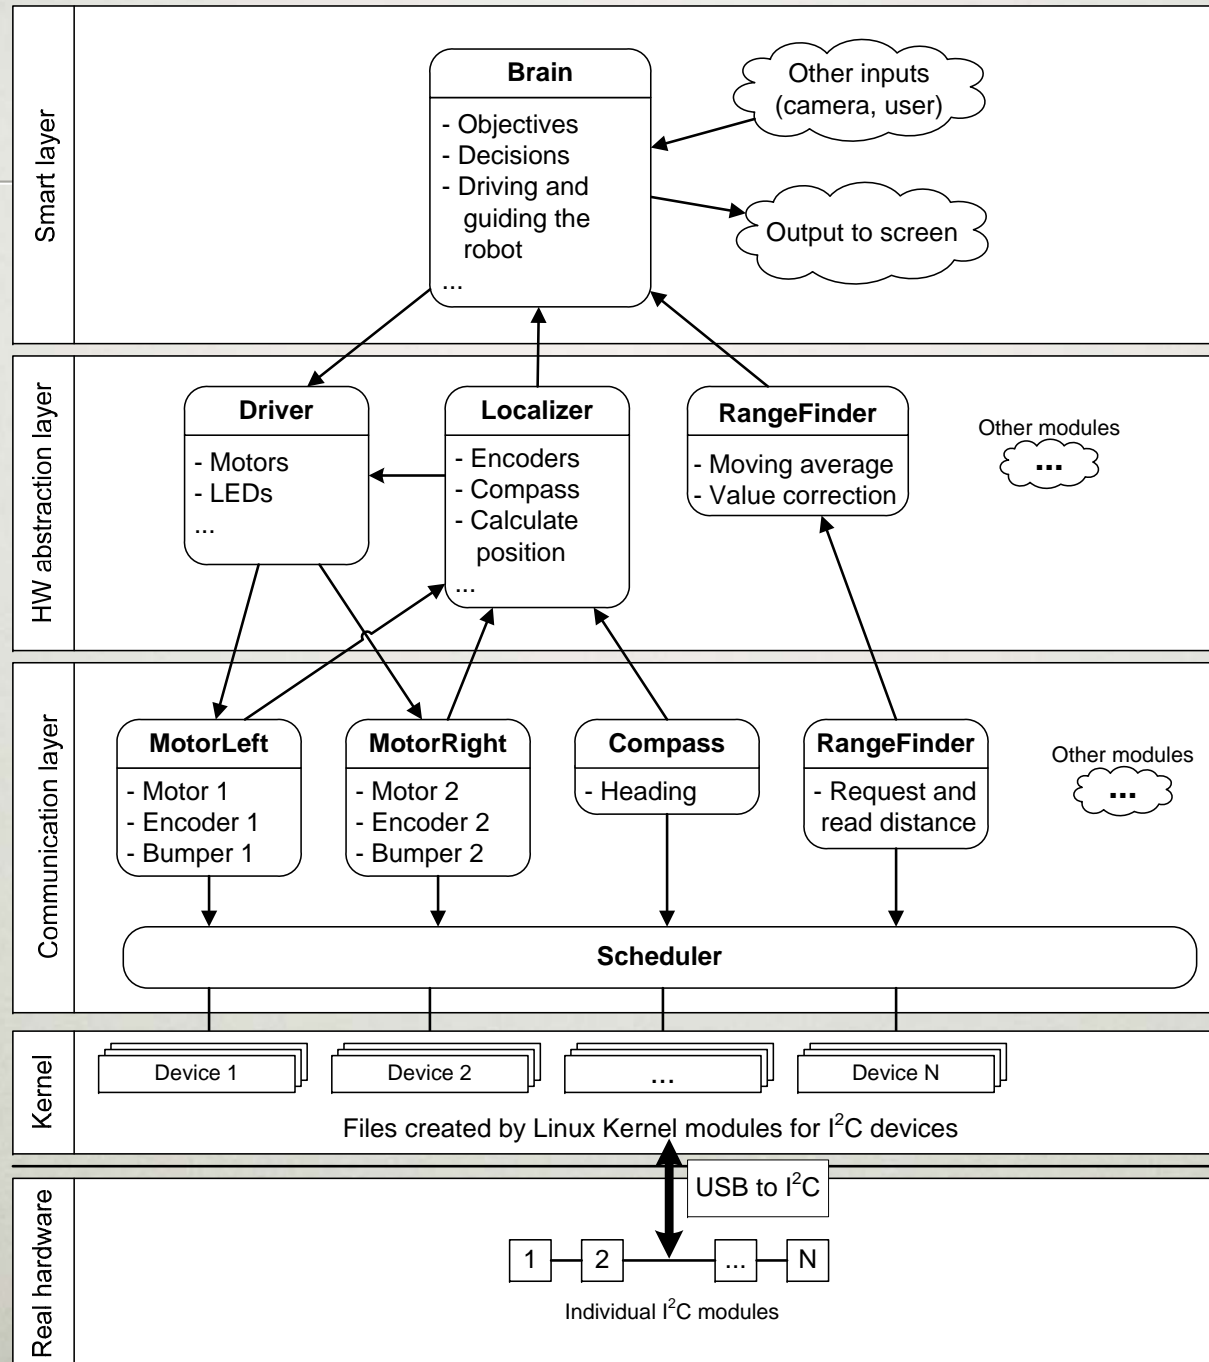 Smart layer
Brain
- Objectives
- Decisions
- Driving and
guiding the
robot
...
Other inputs
(camera, user)
Output to screen
HW abstraction layer
Driver
- Motors
- LEDs
...
Localizer
- Encoders
- Compass
- Calculate
position
...
RangeFinder
- Moving average
- Value correction
Other modules
...
Communication layer
MotorLeft
- Motor 1
- Encoder 1
- Bumper 1
MotorRight
- Motor 2
- Encoder 2
- Bumper 2
Compass
- Heading
RangeFinder
- Request and
read distance
Other modules
...
Scheduler
Kernel
Device 1
Device 2
...
Device N
Files created by Linux Kernel modules for I²C devices
USB to I²C
Real hardware
1
2
...
N
Individual I²C modules